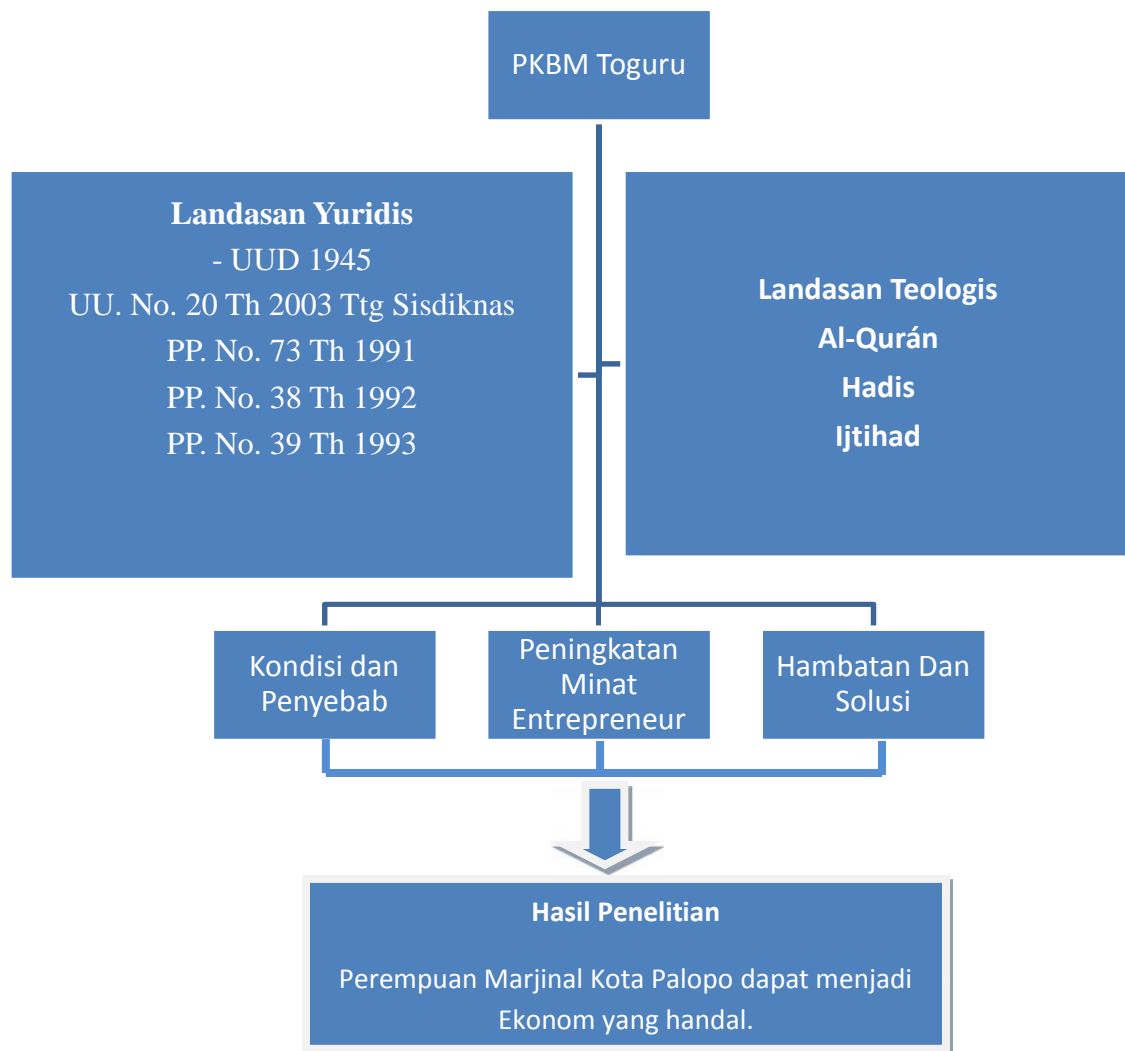 PKBM Toguru
Landasan Yuridis
- UUD 1945
UU. No. 20 Th 2003 Ttg Sisdiknas
PP. No. 73 Th 1991
PP. No. 38 Th 1992
PP. No. 39 Th 1993
Landasan Teologis
Al-Qurán
Hadis
Ijtihad
Kondisi dan
Penyebab
Peningkatan
Minat
Entrepreneur
Hambatan Dan
Solusi
Hasil Penelitian
Perempuan Marjinal Kota Palopo dapat menjadi
Ekonom yang handal.